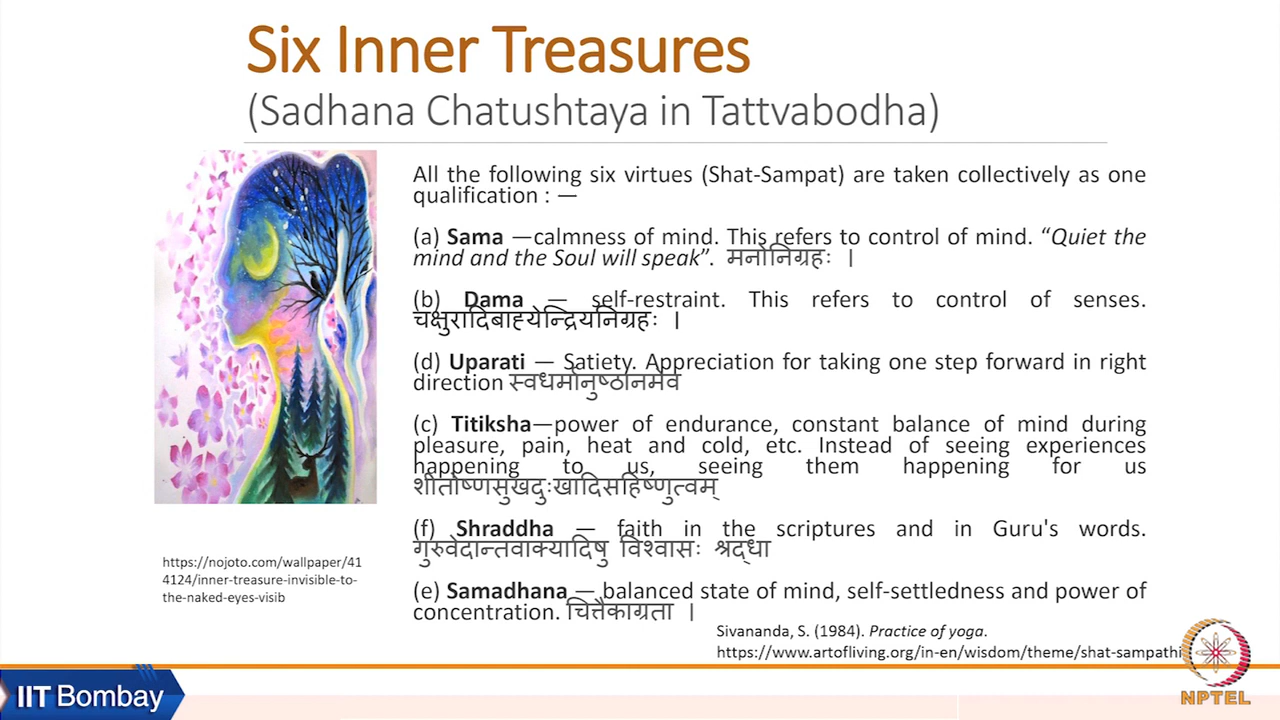 Six Inner Treasures
(Sadhana Chatushtaya in Tattvabodha)
All the following six virtues (Shat-Sampat) are taken collectively as one
qualification : —
(a) Sama —calmness of mind. This refers to control of mind. “Quiet the
mind and the Soul will speak”. मनोनिग्रहः ।
(b) Dama — self-restraint. This refers to control of senses.
चक्षुरादिबाह्येन्द्रियनिग्रहः ।
(d) Uparati — Satiety. Appreciation for taking one step forward in right
direction स्वधर्मानुष्ठानमेव
(c) Titiksha—power of endurance, constant balance of mind during
pleasure, pain, heat and cold, etc. Instead of seeing experiences
happening to us, seeing them happening for us
शीतोष्णसुखदुःखादिसहिष्णुत्वम्
(f) Shraddha — faith in the scriptures and in Guru's words.
गुरुवेदान्तवाक्यादिषु विश्वासः श्रद्धा
(e) Samadhana — balanced state of mind, self-settledness and power of
concentration. चित्तैकाग्रता ।
https://nojoto.com/wallpaper/41
4124/inner-treasure-invisible-to-
the-naked-eyes-visib
Sivananda, S. (1984). Practice of yoga.
https://www.artofliving.org/in-en/wisdom/theme/shat-sampathi
IIT Bombay
NPTEL